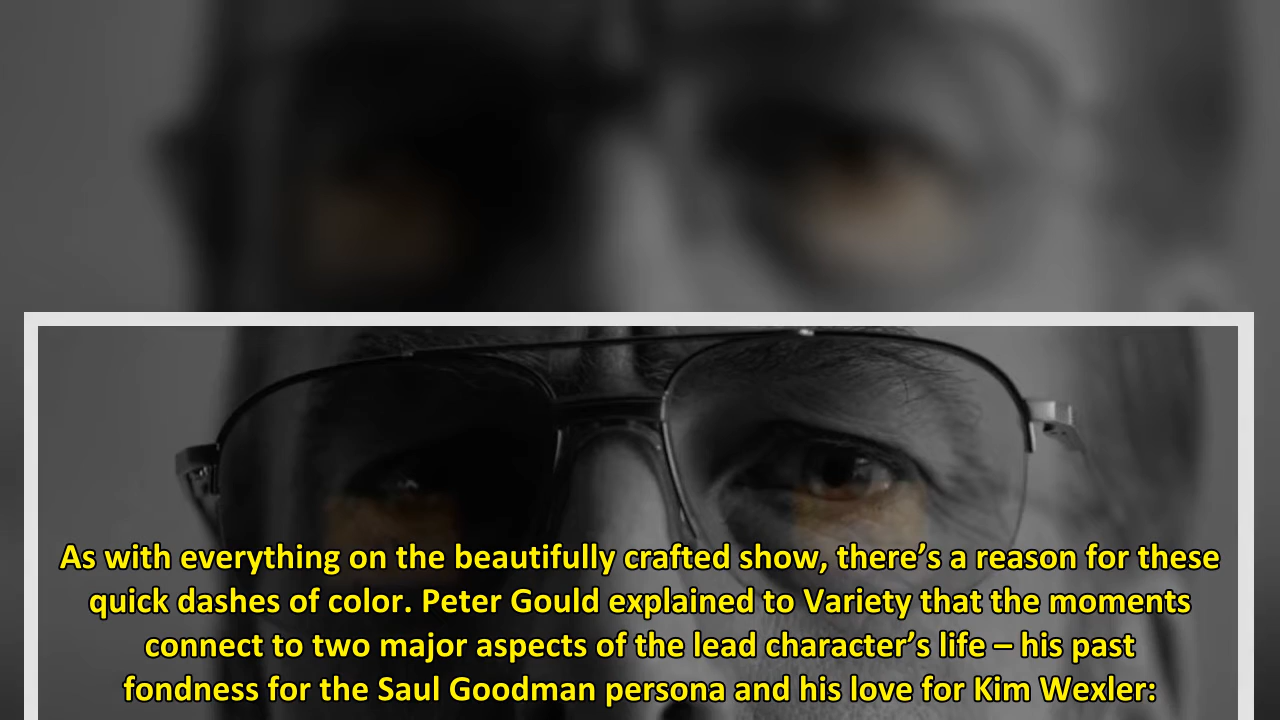 As with everything on the beautifully crafted show, there’s a reason for these
quick dashes of color. Peter Gould explained to Variety that the moments
connect to two major aspects of the lead character’s life – his past
fondness for the Saul Goodman persona and his love for Kim Wexler: